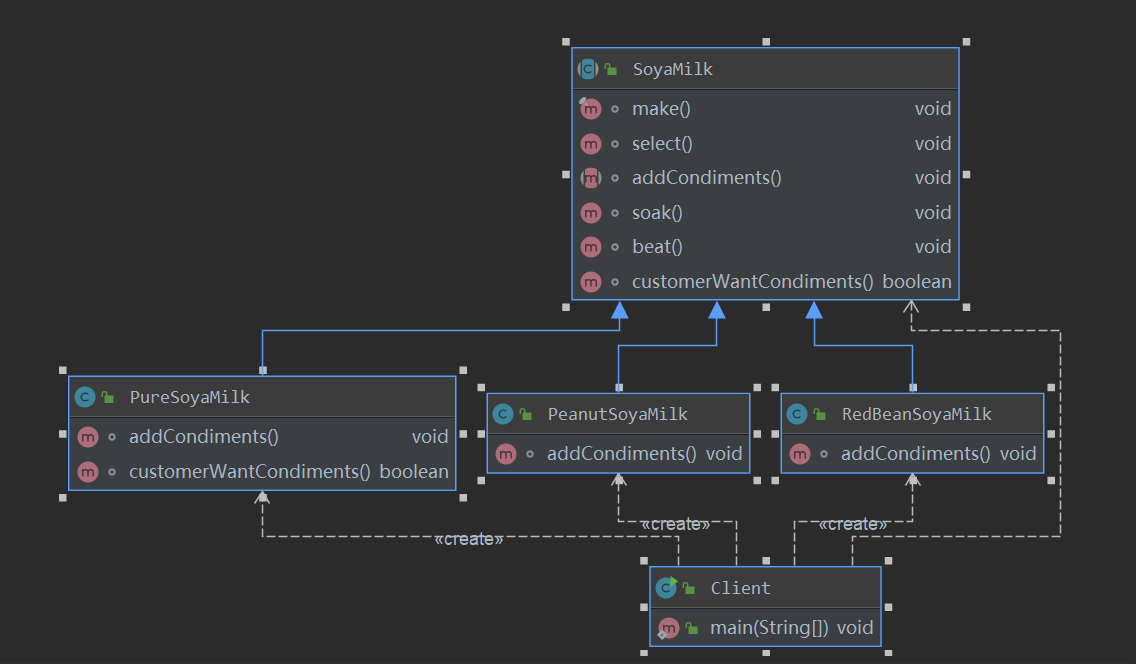 SoyaMilk
make() void
select() void
addCondiments() void
soak() void
beat() void
customerWantCondiments() boolean
PureSoyaMilk
addCondiments() void
customerWantCondiments() boolean
PeanutSoyaMilk
addCondiments() void
RedBeanSoyaMilk
addCondiments() void
«create»
«create»
«create»
Client
main(String[]) void